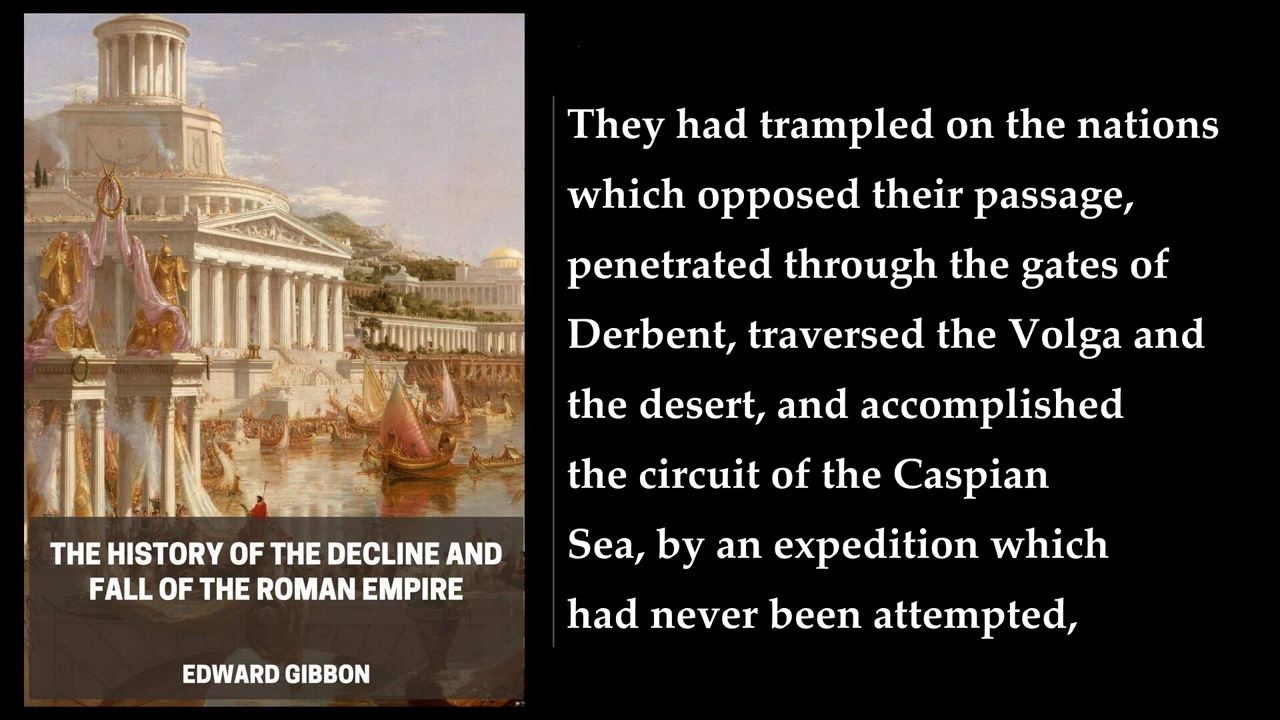 THE HISTORY OF THE DECLINE AND
FALL OF THE ROMAN EMPIRE
EDWARD GIBBON
They had trampled on the nations
which opposed their passage,
penetrated through the gates of
Derbent, traversed the Volga and
the desert, and accomplished
the circuit of the Caspian
Sea, by an expedition which
had never been attempted,